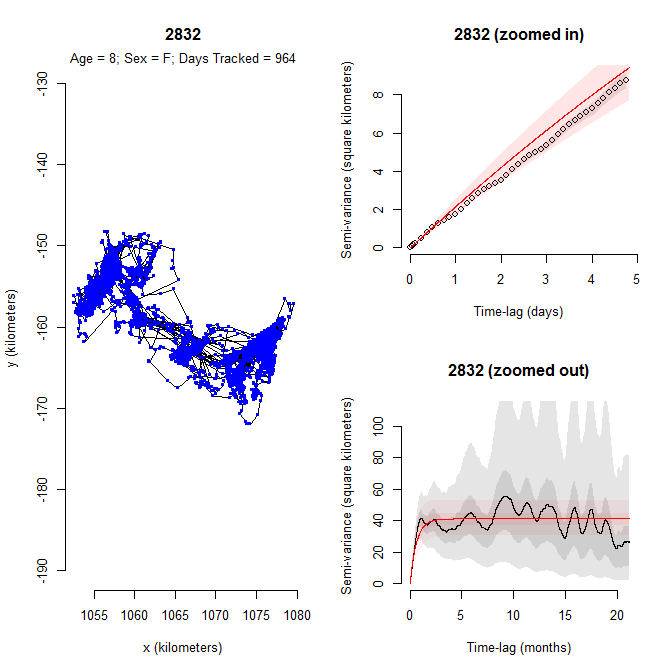 2832
Age = 8; Sex = F; Days Tracked = 964
-130
-140
-150
-160
-170
-180
-190
y (kilometers)
1055 1060 1065 1070 1075 1080
x (kilometers)
2832 (zoomed in)
8
6
4
2
0
Semi-variance (square kilometers)
0 1 2 3 4 5
Time-lag (days)
2832 (zoomed out)
100
80
60
40
20
0
Semi-variance (square kilometers)
0 5 10 15 20
Time-lag (months)